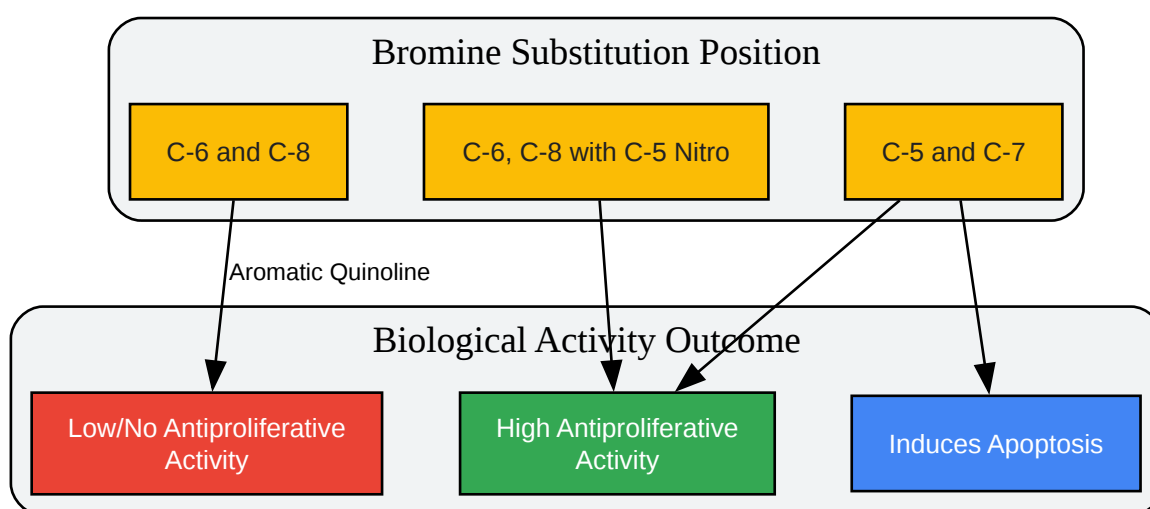 Bromine Substitution Position
C-6 and C-8
C-6, C-8 with C-5 Nitro
C-5 and C-7
Aromatic Quinoline
Biological Activity Outcome
Low/No Antiproliferative
Activity
High Antiproliferative
Activity
Induces Apoptosis